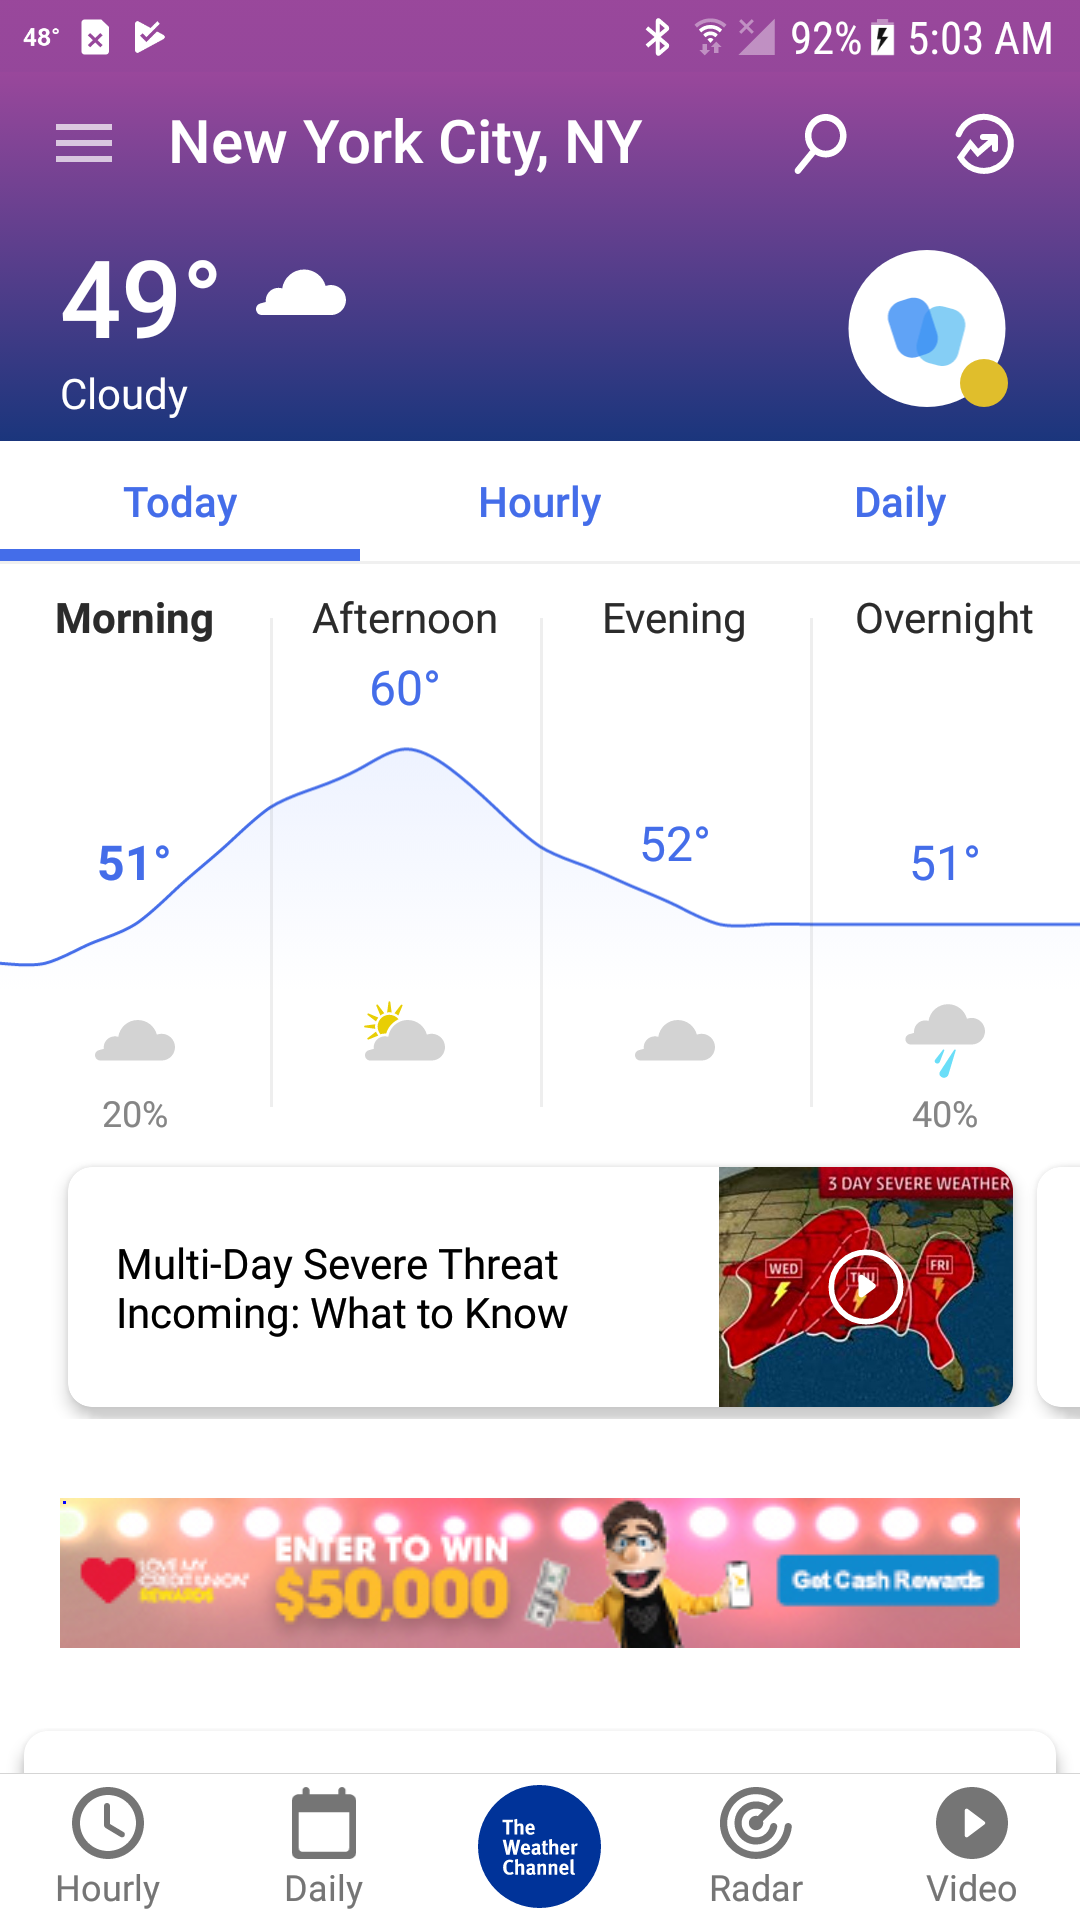 48° 92% 5:03 AM
New York City, NY
49°
Cloudy
Today Hourly Daily
Morning Afternoon Evening Overnight
60°
51° 52° 51°
20% 40%
3 DAY SEVERE WEATHER
Multi-Day Severe Threat
Incoming: What to Know
WED THU FRI
ENTER TO WIN
$50,000
LOVE MY
CREDIT UNION
REWARDS
Get Cash Rewards
The
Weather
Channel
Hourly Daily Radar Video